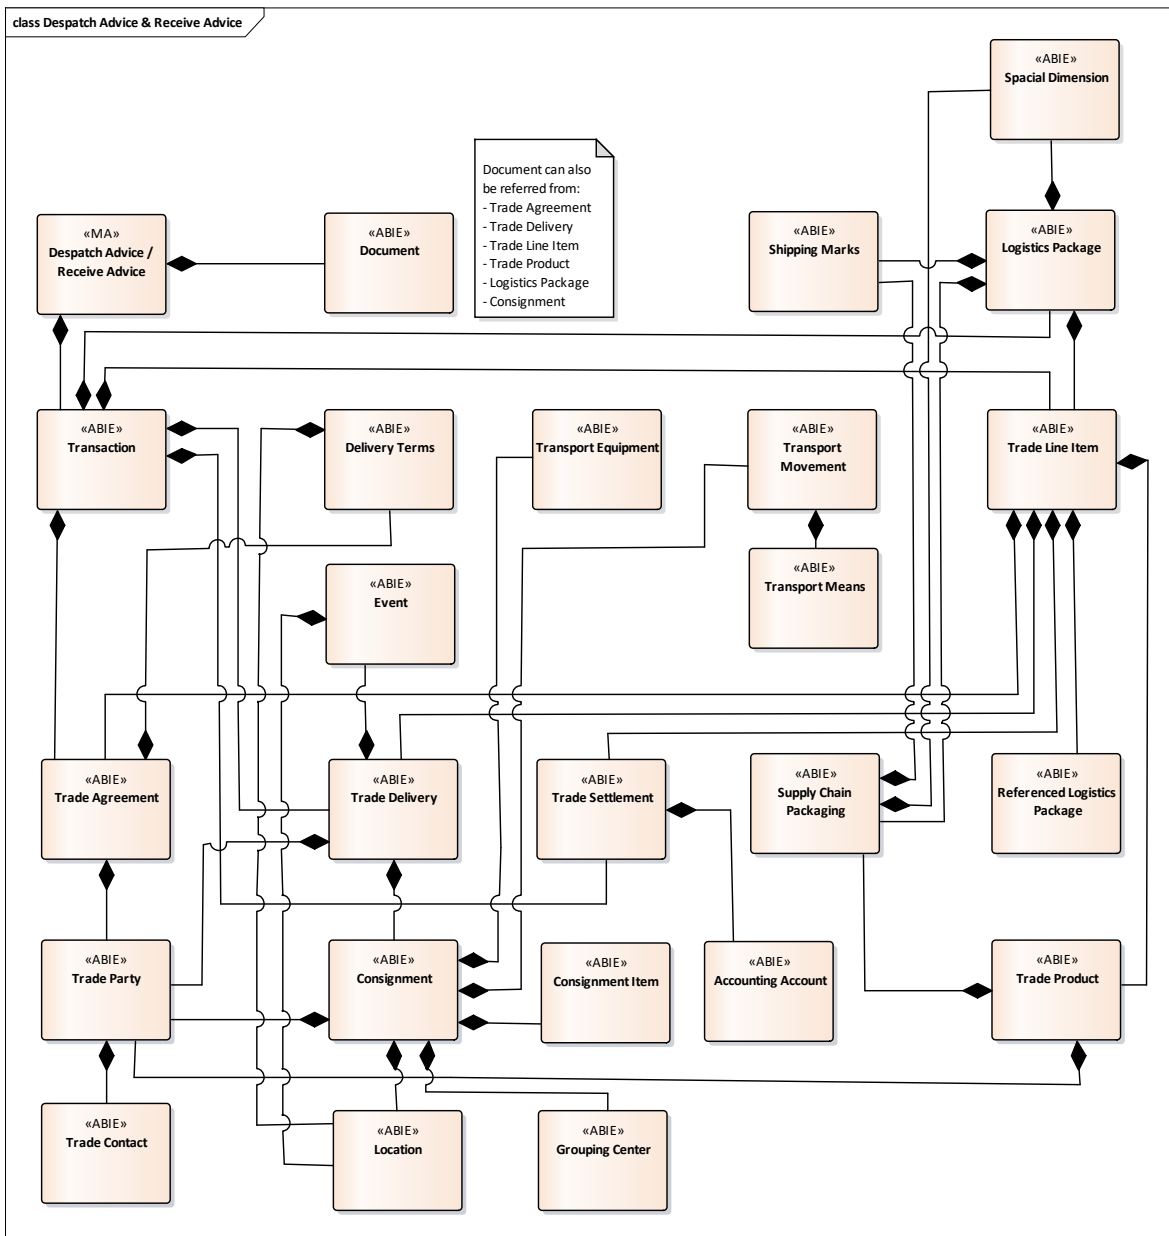 class Despatch Advice & Receive Advice
«ABIE»
Spacial Dimension
Document can also
be referred from:
- Trade Agreement
- Trade Delivery
- Trade Line Item
- Trade Product
- Logistics Package
- Consignment
«MA»
Despatch Advice /
Receive Advice
«ABIE»
Document
«ABIE»
Shipping Marks
«ABIE»
Logistics Package
«ABIE»
Transaction
«ABIE»
Delivery Terms
«ABIE»
Transport Equipment
«ABIE»
Transport
Movement
«ABIE»
Trade Line Item
«ABIE»
Event
«ABIE»
Transport Means
«ABIE»
Trade Agreement
«ABIE»
Trade Delivery
«ABIE»
Trade Settlement
«ABIE»
Supply Chain
Packaging
«ABIE»
Referenced Logistics
Package
«ABIE»
Trade Party
«ABIE»
Consignment
«ABIE»
Consignment Item
«ABIE»
Accounting Account
«ABIE»
Trade Product
«ABIE»
Trade Contact
«ABIE»
Location
«ABIE»
Grouping Center